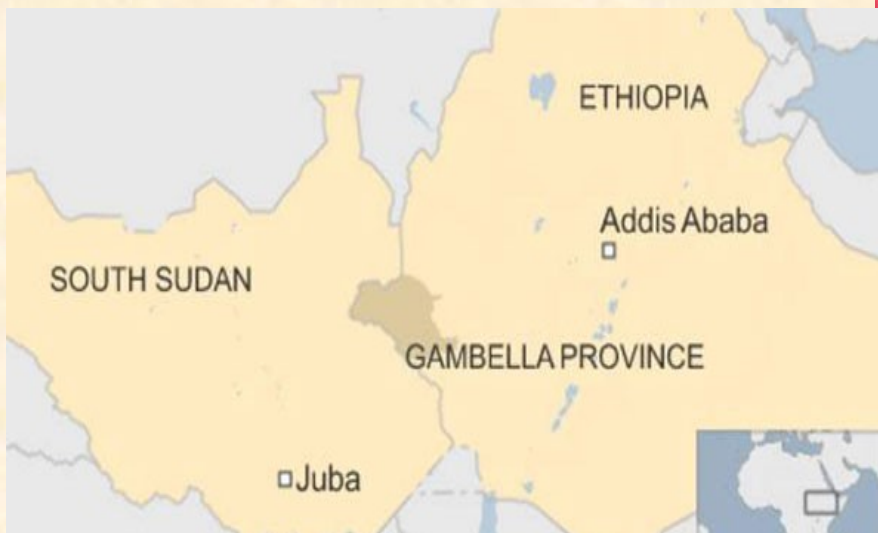 ETHIOPIA
Addis Ababa
SOUTH SUDAN
GAMBELLA PROVINCE
Juba